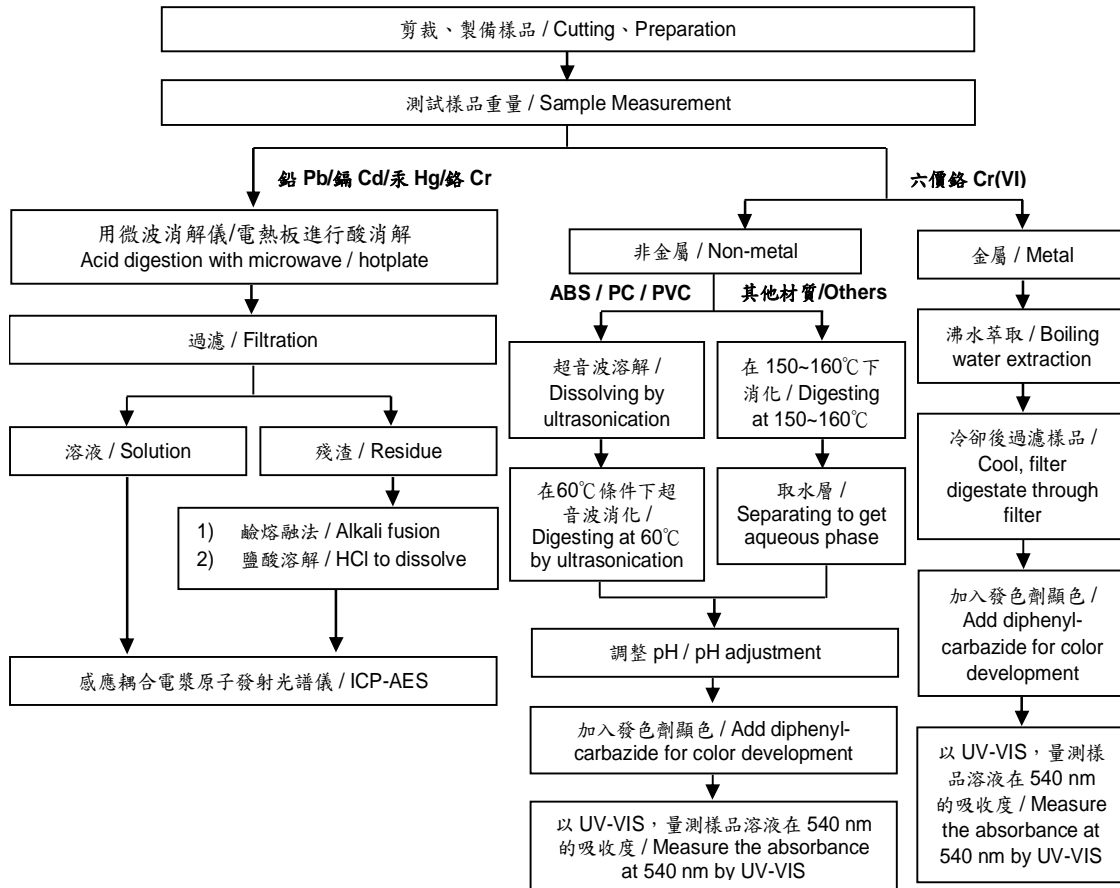 剪裁、製備樣品 / Cutting、Preparation
測試樣品重量 / Sample Measurement
鉛 Pb/鎘 Cd/汞 Hg/鉻 Cr
六價鉻 Cr(VI)
用微波消解儀/電熱板進行酸消解
Acid digestion with microwave / hotplate
過濾 / Filtration
溶液 / Solution
殘渣 / Residue
1) 鹼熔融法 / Alkali fusion
2) 鹽酸溶解 / HCl to dissolve
感應耦合電漿原子發射光譜儀 / ICP-AES
非金屬 / Non-metal
ABS / PC / PVC
其他材質/Others
超音波溶解 /
Dissolving by
ultrasonication
在60℃條件下超
音波消化 /
Digesting at 60℃
by ultrasonication
在 150~160℃下
消化 / Digesting
at 150~160℃
取水層 /
Separating to get
aqueous phase
調整 pH / pH adjustment
加入發色劑顯色 / Add diphenyl-
carbazide for color development
以 UV-VIS，量測樣品溶液在 540 nm
的吸收度 / Measure the absorbance
at 540 nm by UV-VIS
金屬 / Metal
沸水萃取 / Boiling
water extraction
冷卻後過濾樣品 /
Cool, filter
digestate through
filter
加入發色劑顯色 /
Add diphenyl-
carbazide for color
development
以 UV-VIS，量測樣
品溶液在 540 nm
的吸收度 / Measure
the absorbance at
540 nm by UV-VIS